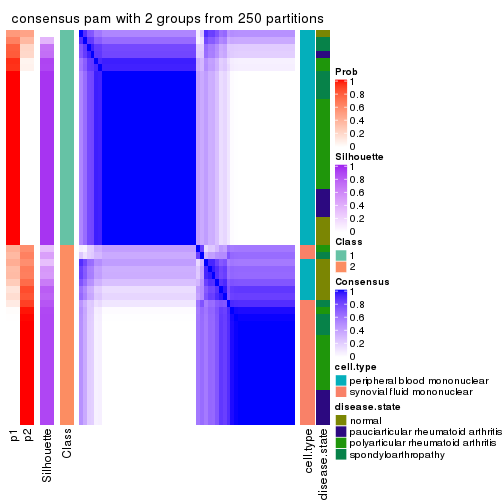 consensus pam with 2 groups from 250 partitions
Prob
1
0.8
0.6
0.4
0.2
0
Silhouette
1
0.8
0.6
0.4
0.2
0
Class
1
2
Consensus
1
0.8
0.6
0.4
0.2
0
cell.type
peripheral blood mononuclear
synovial fluid mononuclear
disease.state
normal
pauciarticular rheumatoid arthritis
polyarticular rheumatoid arthritis
spondyloarthropathy
p1
p2
Silhouette
Class
cell.type
disease.state